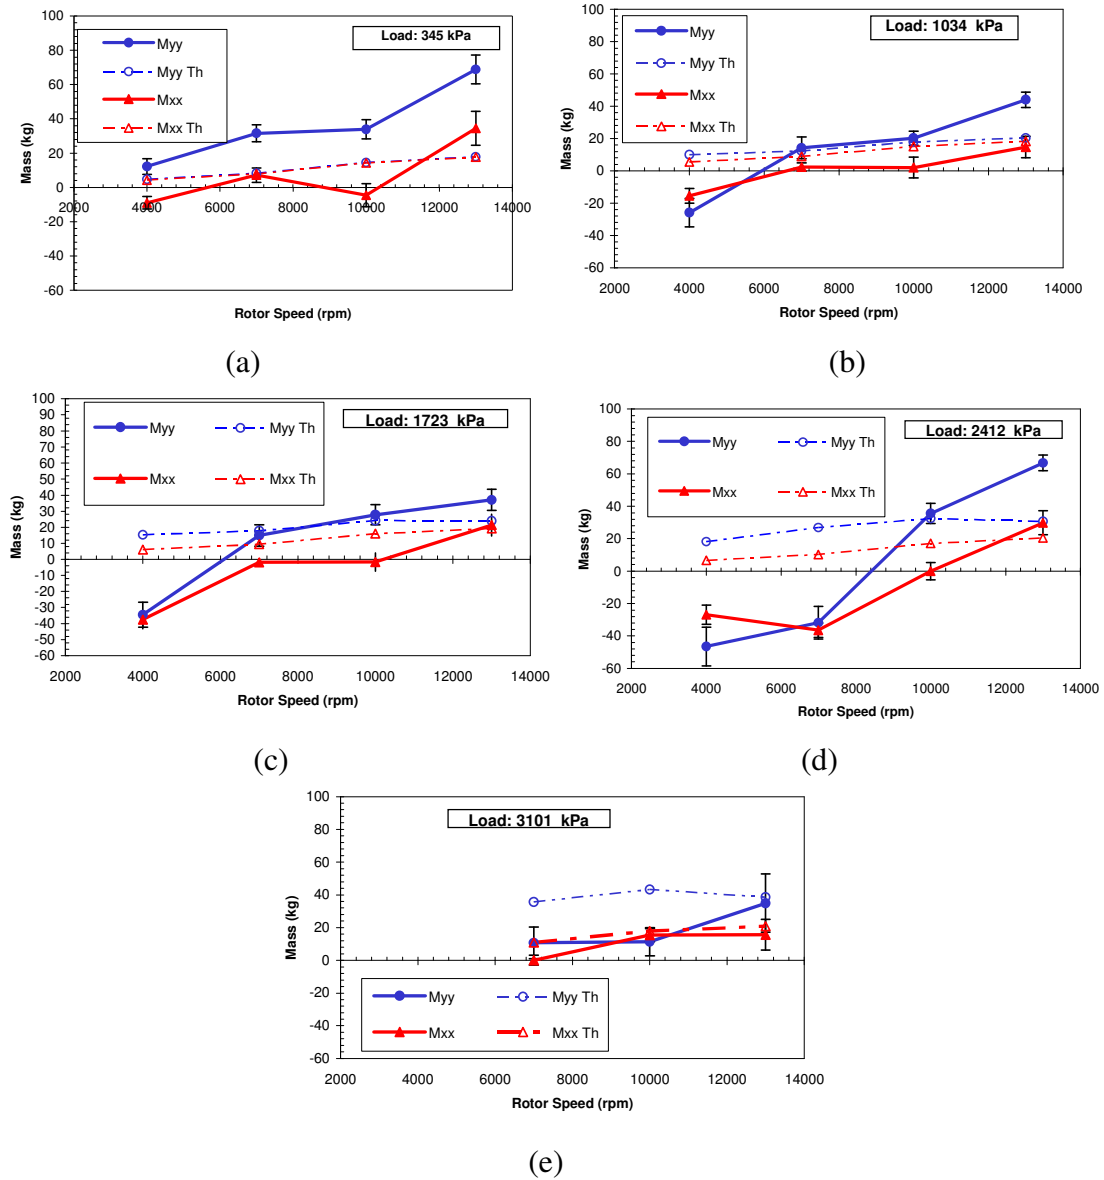 100
80
60
40
20
0
-20
-40
-60
Mass (kg)
Myy
Myy Th
Mxx
Mxx Th
Load: 345 kPa
2000 4000 6000 8000 10000 12000 14000
Rotor Speed (rpm)
(a)
100
80
60
40
20
0
-20
-40
-60
Mass (kg)
Myy
Myy Th
Mxx
Mxx Th
Load: 1034 kPa
2000 4000 6000 8000 10000 12000 14000
Rotor Speed (rpm)
(b)
100
90
80
70
60
50
40
30
20
10
0
-10
-20
-30
-40
-50
-60
Mass (kg)
Myy Myy Th
Mxx Mxx Th
Load: 1723 kPa
2000 4000 6000 8000 10000 12000 14000
Rotor Speed (rpm)
(c)
100
80
60
40
20
0
-20
-40
-60
Mass (kg)
Myy Myy Th
Mxx Mxx Th
Load: 2412 kPa
2000 4000 6000 8000 10000 12000 14000
Rotor Speed (rpm)
(d)
100
80
60
40
20
0
-20
-40
-60
Mass (kg)
Load: 3101 kPa
Myy Myy Th
Mxx Mxx Th
2000 4000 6000 8000 10000 12000 14000
Rotor Speed (rpm)
(e)